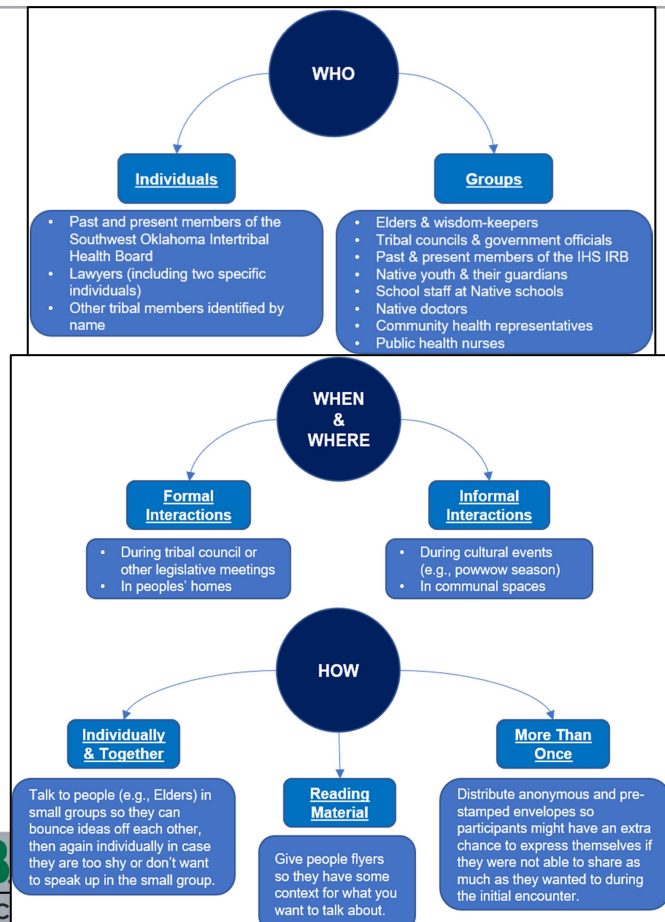 WHO
Individuals
• Past and present members of the
Southwest Oklahoma Intertribal
Health Board
• Lawyers (including two specific
individuals)
• Other tribal members identified by
name
Groups
• Elders & wisdom-keepers
• Tribal councils & government officials
• Past & present members of the IHS IRB
• Native youth & their guardians
• School staff at Native schools
• Native doctors
• Community health representatives
• Public health nurses
WHEN
&
WHERE
Formal
Interactions
• During tribal council or
other legislative meetings
• In peoples' homes
Informal
Interactions
• During cultural events
(e.g., powwow season)
• In communal spaces
HOW
Individually
& Together
Talk to people (e.g., Elders) in
small groups so they can
bounce ideas off each other,
then again individually in case
they are too shy or don't want
to speak up in the small group.
Reading
Material
Give people flyers
so they have some
context for what you
want to talk about.
More Than
Once
Distribute anonymous and pre-
stamped envelopes so
participants might have an extra
chance to express themselves if
they were not able to share as
much as they wanted to during
the initial encounter.